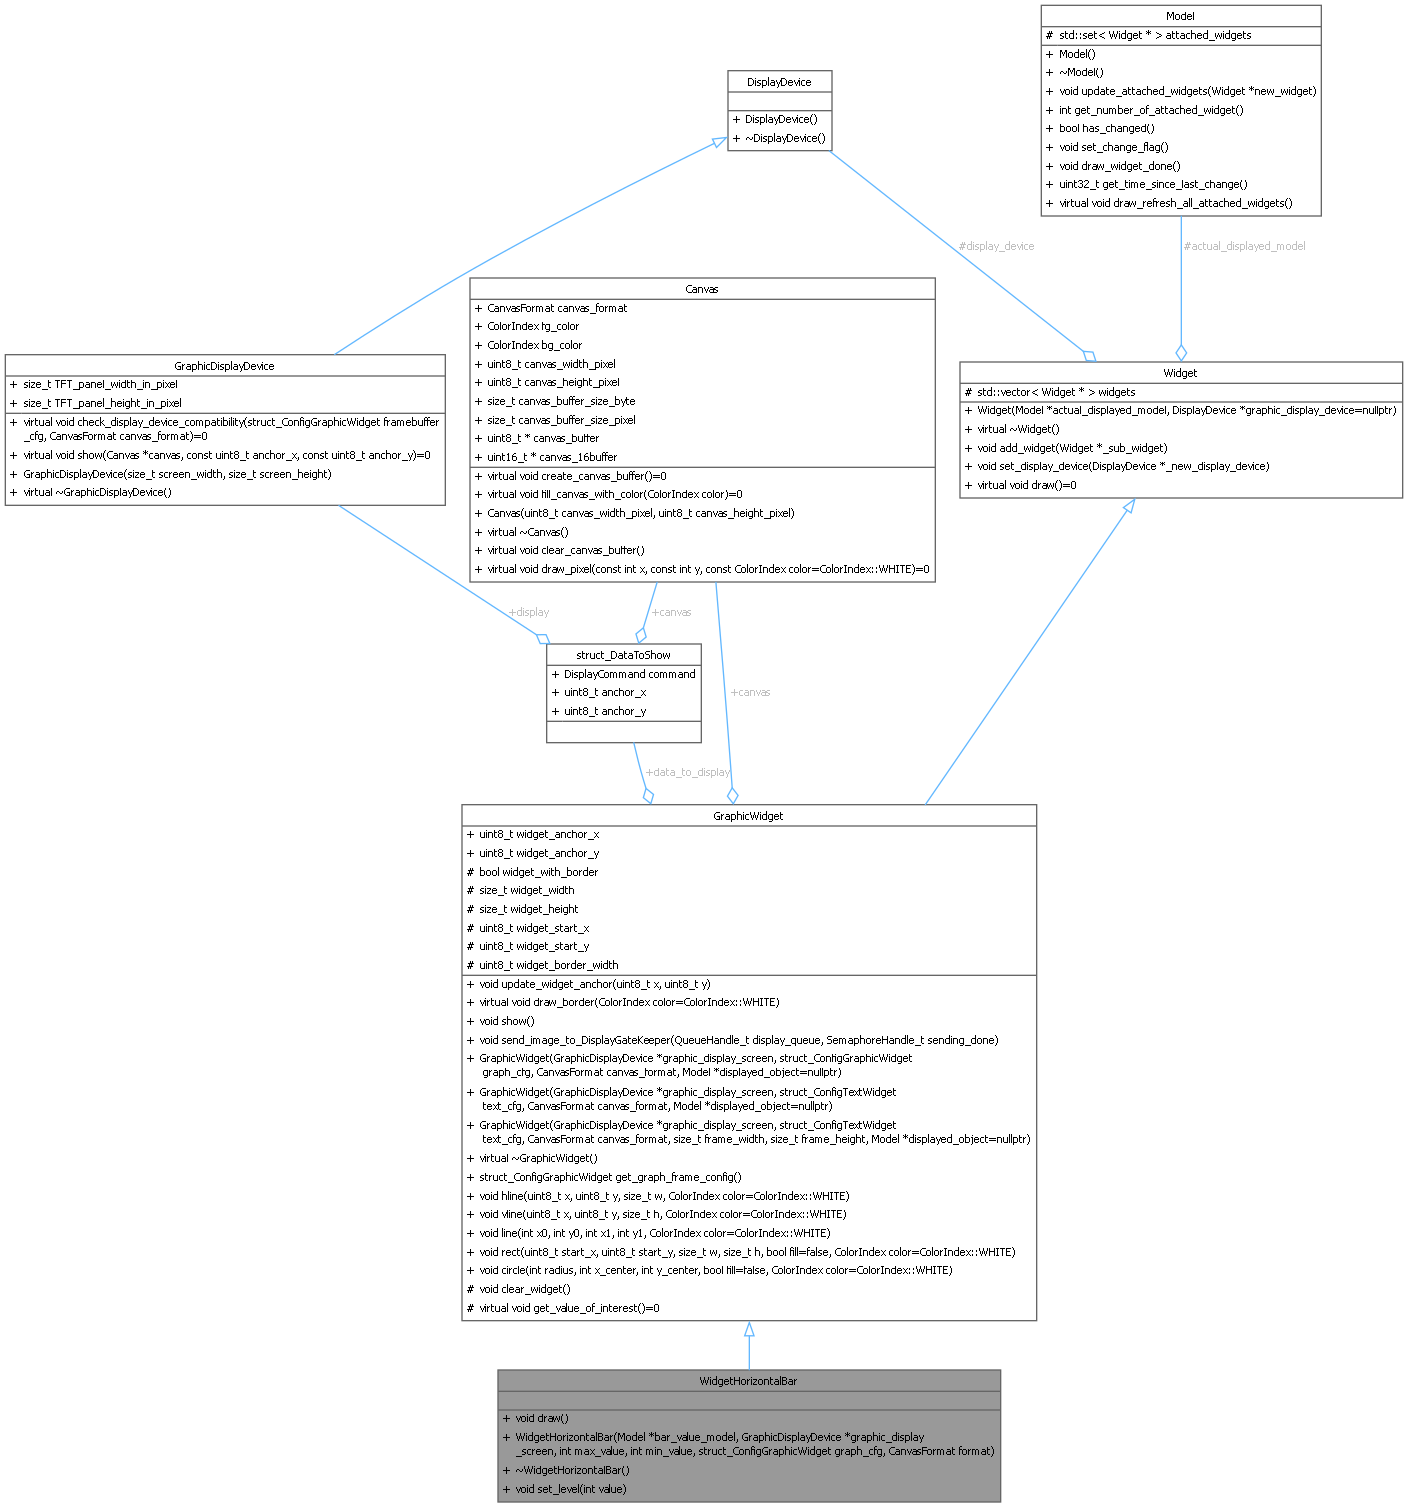 Model
# std::set< Widget * > attached_widgets
+ Model()
+ ~Model()
+ void update_attached_widgets(Widget *new_widget)
+ int get_number_of_attached_widget()
+ bool has_changed()
+ void set_change_flag()
+ void draw_widget_done()
+ uint32_t get_time_since_last_change()
+ virtual void draw_refresh_all_attached_widgets()
DisplayDevice
+ DisplayDevice()
+ ~DisplayDevice()
#display_device
#actual_displayed_model
Canvas
+ CanvasFormat canvas_format
+ ColorIndex fg_color
+ ColorIndex bg_color
+ uint8_t canvas_width_pixel
+ uint8_t canvas_height_pixel
+ size_t canvas_buffer_size_byte
+ size_t canvas_buffer_size_pixel
+ uint8_t * canvas_buffer
+ uint16_t * canvas_16buffer
+ virtual void create_canvas_buffer()=0
+ virtual void fill_canvas_with_color(ColorIndex color)=0
+ Canvas(uint8_t canvas_width_pixel, uint8_t canvas_height_pixel)
+ virtual ~Canvas()
+ virtual void clear_canvas_buffer()
+ virtual void draw_pixel(const int x, const int y, const ColorIndex color=ColorIndex::WHITE)=0
GraphicDisplayDevice
+ size_t TFT_panel_width_in_pixel
+ size_t TFT_panel_height_in_pixel
+ virtual void check_display_device_compatibility(struct_ConfigGraphicWidget framebuffer
_cfg, CanvasFormat canvas_format)=0
+ virtual void show(Canvas *canvas, const uint8_t anchor_x, const uint8_t anchor_y)=0
+ GraphicDisplayDevice(size_t screen_width, size_t screen_height)
+ virtual ~GraphicDisplayDevice()
Widget
# std::vector< Widget * > widgets
+ Widget(Model *actual_displayed_model, DisplayDevice *graphic_display_device=nullptr)
+ virtual ~Widget()
+ void add_widget(Widget *_sub_widget)
+ void set_display_device(DisplayDevice *_new_display_device)
+ virtual void draw()=0
+display
+canvas
struct_DataToShow
+ DisplayCommand command
+ uint8_t anchor_x
+ uint8_t anchor_y
+canvas
+data_to_display
GraphicWidget
+ uint8_t widget_anchor_x
+ uint8_t widget_anchor_y
# bool widget_with_border
# size_t widget_width
# size_t widget_height
# uint8_t widget_start_x
# uint8_t widget_start_y
# uint8_t widget_border_width
+ void update_widget_anchor(uint8_t x, uint8_t y)
+ virtual void draw_border(ColorIndex color=ColorIndex::WHITE)
+ void show()
+ void send_image_to_DisplayGateKeeper(QueueHandle_t display_queue, SemaphoreHandle_t sending_done)
+ GraphicWidget(GraphicDisplayDevice *graphic_display_screen, struct_ConfigGraphicWidget
graph_cfg, CanvasFormat canvas_format, Model *displayed_object=nullptr)
+ GraphicWidget(GraphicDisplayDevice *graphic_display_screen, struct_ConfigTextWidget
text_cfg, CanvasFormat canvas_format, Model *displayed_object=nullptr)
+ GraphicWidget(GraphicDisplayDevice *graphic_display_screen, struct_ConfigTextWidget
text_cfg, CanvasFormat canvas_format, size_t frame_width, size_t frame_height, Model *displayed_object=nullptr)
+ virtual ~GraphicWidget()
+ struct_ConfigGraphicWidget get_graph_frame_config()
+ void hline(uint8_t x, uint8_t y, size_t w, ColorIndex color=ColorIndex::WHITE)
+ void vline(uint8_t x, uint8_t y, size_t h, ColorIndex color=ColorIndex::WHITE)
+ void line(int x0, int y0, int x1, int y1, ColorIndex color=ColorIndex::WHITE)
+ void rect(uint8_t start_x, uint8_t start_y, size_t w, size_t h, bool fill=false, ColorIndex color=ColorIndex::WHITE)
+ void circle(int radius, int x_center, int y_center, bool fill=false, ColorIndex color=ColorIndex::WHITE)
# void clear_widget()
# virtual void get_value_of_interest()=0
WidgetHorizontalBar
+ void draw()
+ WidgetHorizontalBar(Model *bar_value_model, GraphicDisplayDevice *graphic_display
_screen, int max_value, int min_value, struct_ConfigGraphicWidget graph_cfg, CanvasFormat format)
+ ~WidgetHorizontalBar()
+ void set_level(int value)